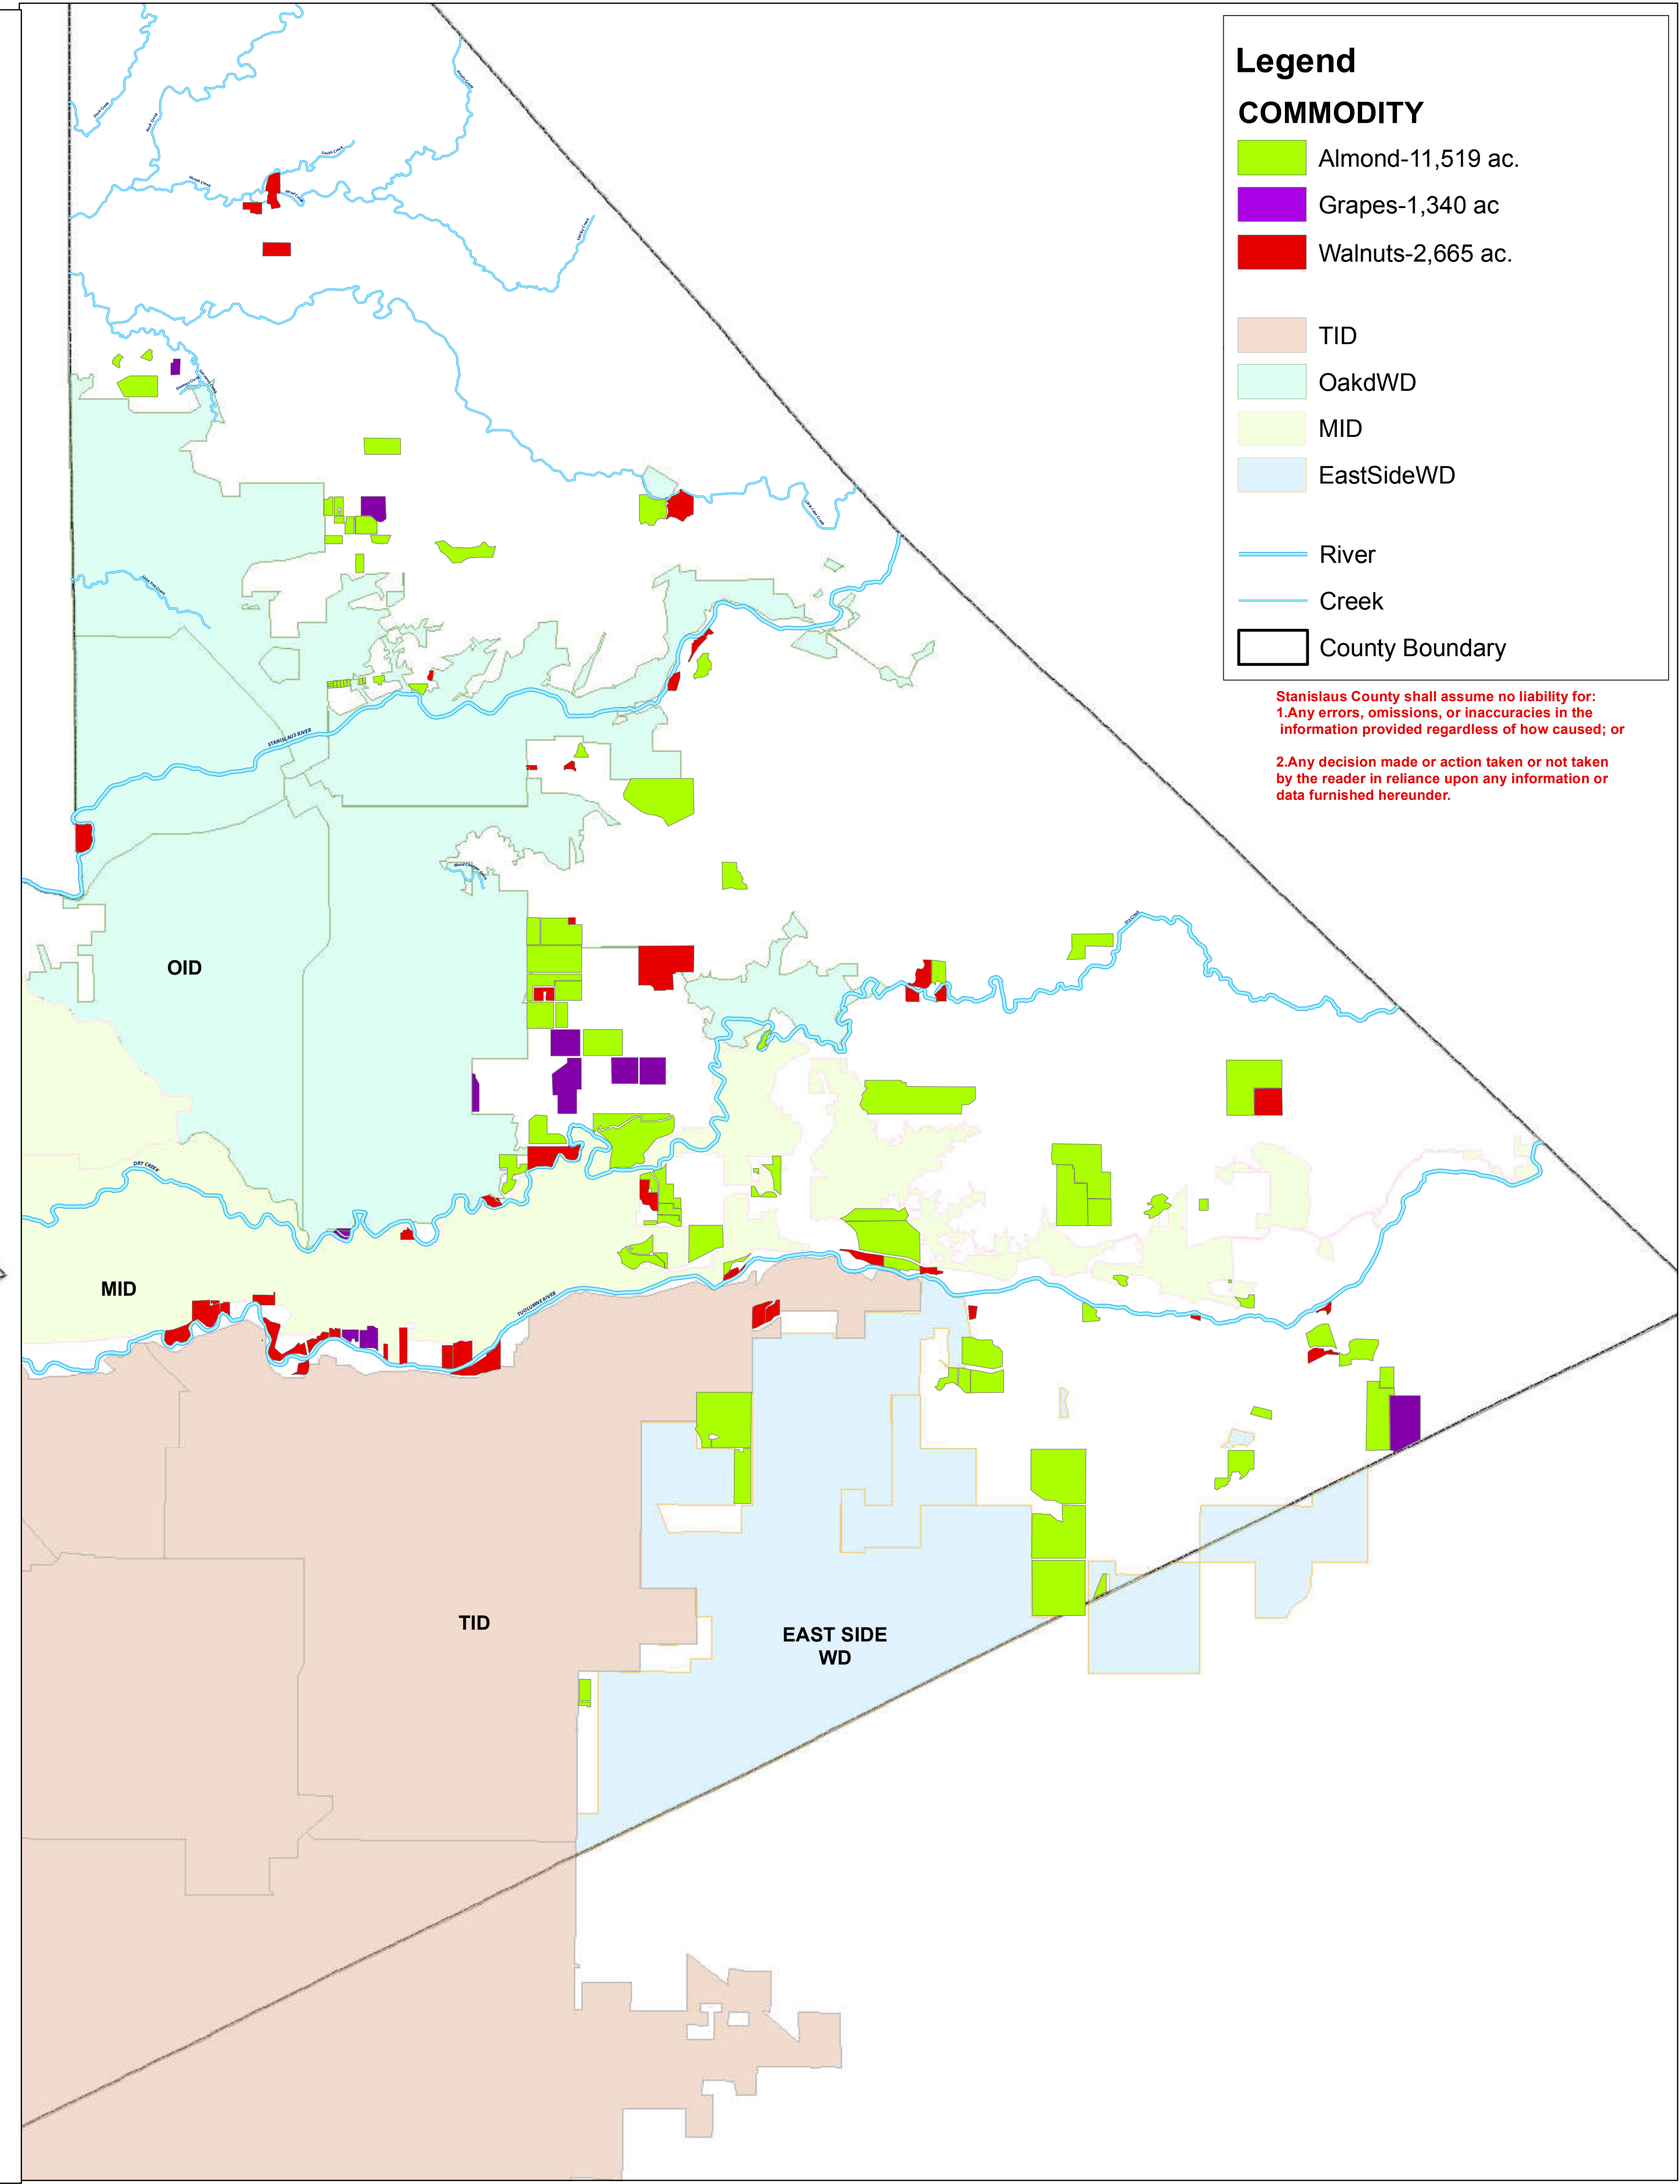 Legend
COMMODITY
Almond-11,519 ac.
Grapes-1,340 ac
Walnuts-2,665 ac.
TID
OakdWD
MID
EastSideWD
River
Creek
County Boundary
Stanislaus County shall assume no liability for:
1.Any errors, omissions, or inaccuracies in the
information provided regardless of how caused; or
2.Any decision made or action taken or not taken
by the reader in reliance upon any information or
data furnished hereunder.
STANISLAUS RIVER
OID
DRY CREEK
MID
TUOLUMNE RIVER
TID
EAST SIDE
WD